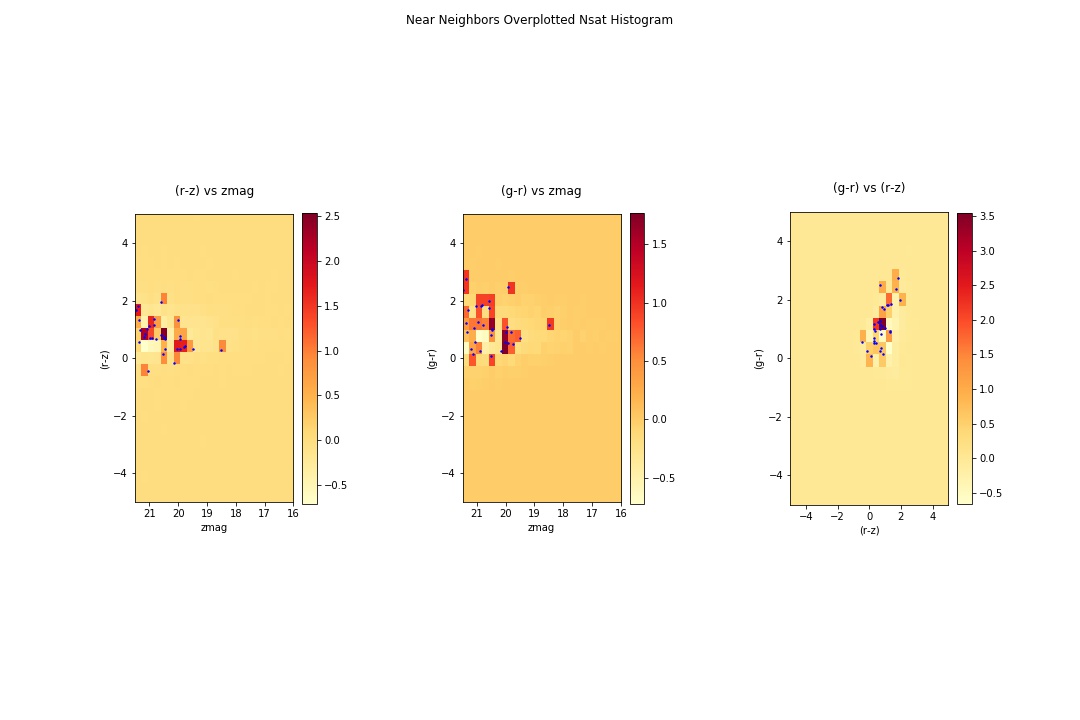 Near Neighbors Overplotted Nsat Histogram
(r-z) vs zmag
4
2
0
−2
−4
(r-z)
21 20 19 18 17 16
zmag
2.5
2.0
1.5
1.0
0.5
0.0
−0.5
(g-r) vs zmag
4
2
0
−2
−4
(g-r)
21 20 19 18 17 16
zmag
1.5
1.0
0.5
0.0
−0.5
(g-r) vs (r-z)
4
2
0
−2
−4
(g-r)
−4 −2 0 2 4
(r-z)
3.5
3.0
2.5
2.0
1.5
1.0
0.5
0.0
−0.5